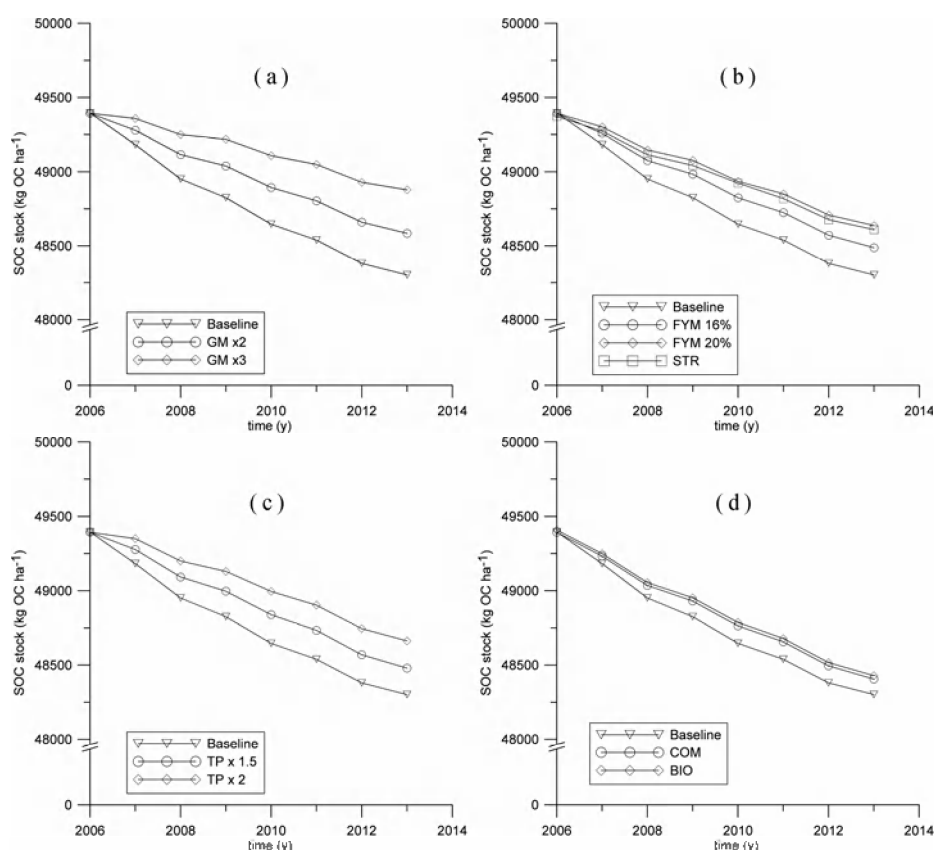 50000
49500
49000
48500
48000
0
SOC stock (kg OC ha⁻¹)
( a )
Baseline
GM x2
GM x3
2006 2008 2010 2012 2014
time (y)
50000
49500
49000
48500
48000
0
SOC stock (kg OC ha⁻¹)
( b )
Baseline
FYM 16%
FYM 20%
STR
2006 2008 2010 2012 2014
time (y)
50000
49500
49000
48500
48000
0
SOC stock (kg OC ha⁻¹)
( c )
Baseline
TP x 1.5
TP x 2
2006 2008 2010 2012 2014
time (y)
50000
49500
49000
48500
48000
0
SOC stock (kg OC ha⁻¹)
( d )
Baseline
COM
BIO
2006 2008 2010 2012 2014
time (y)